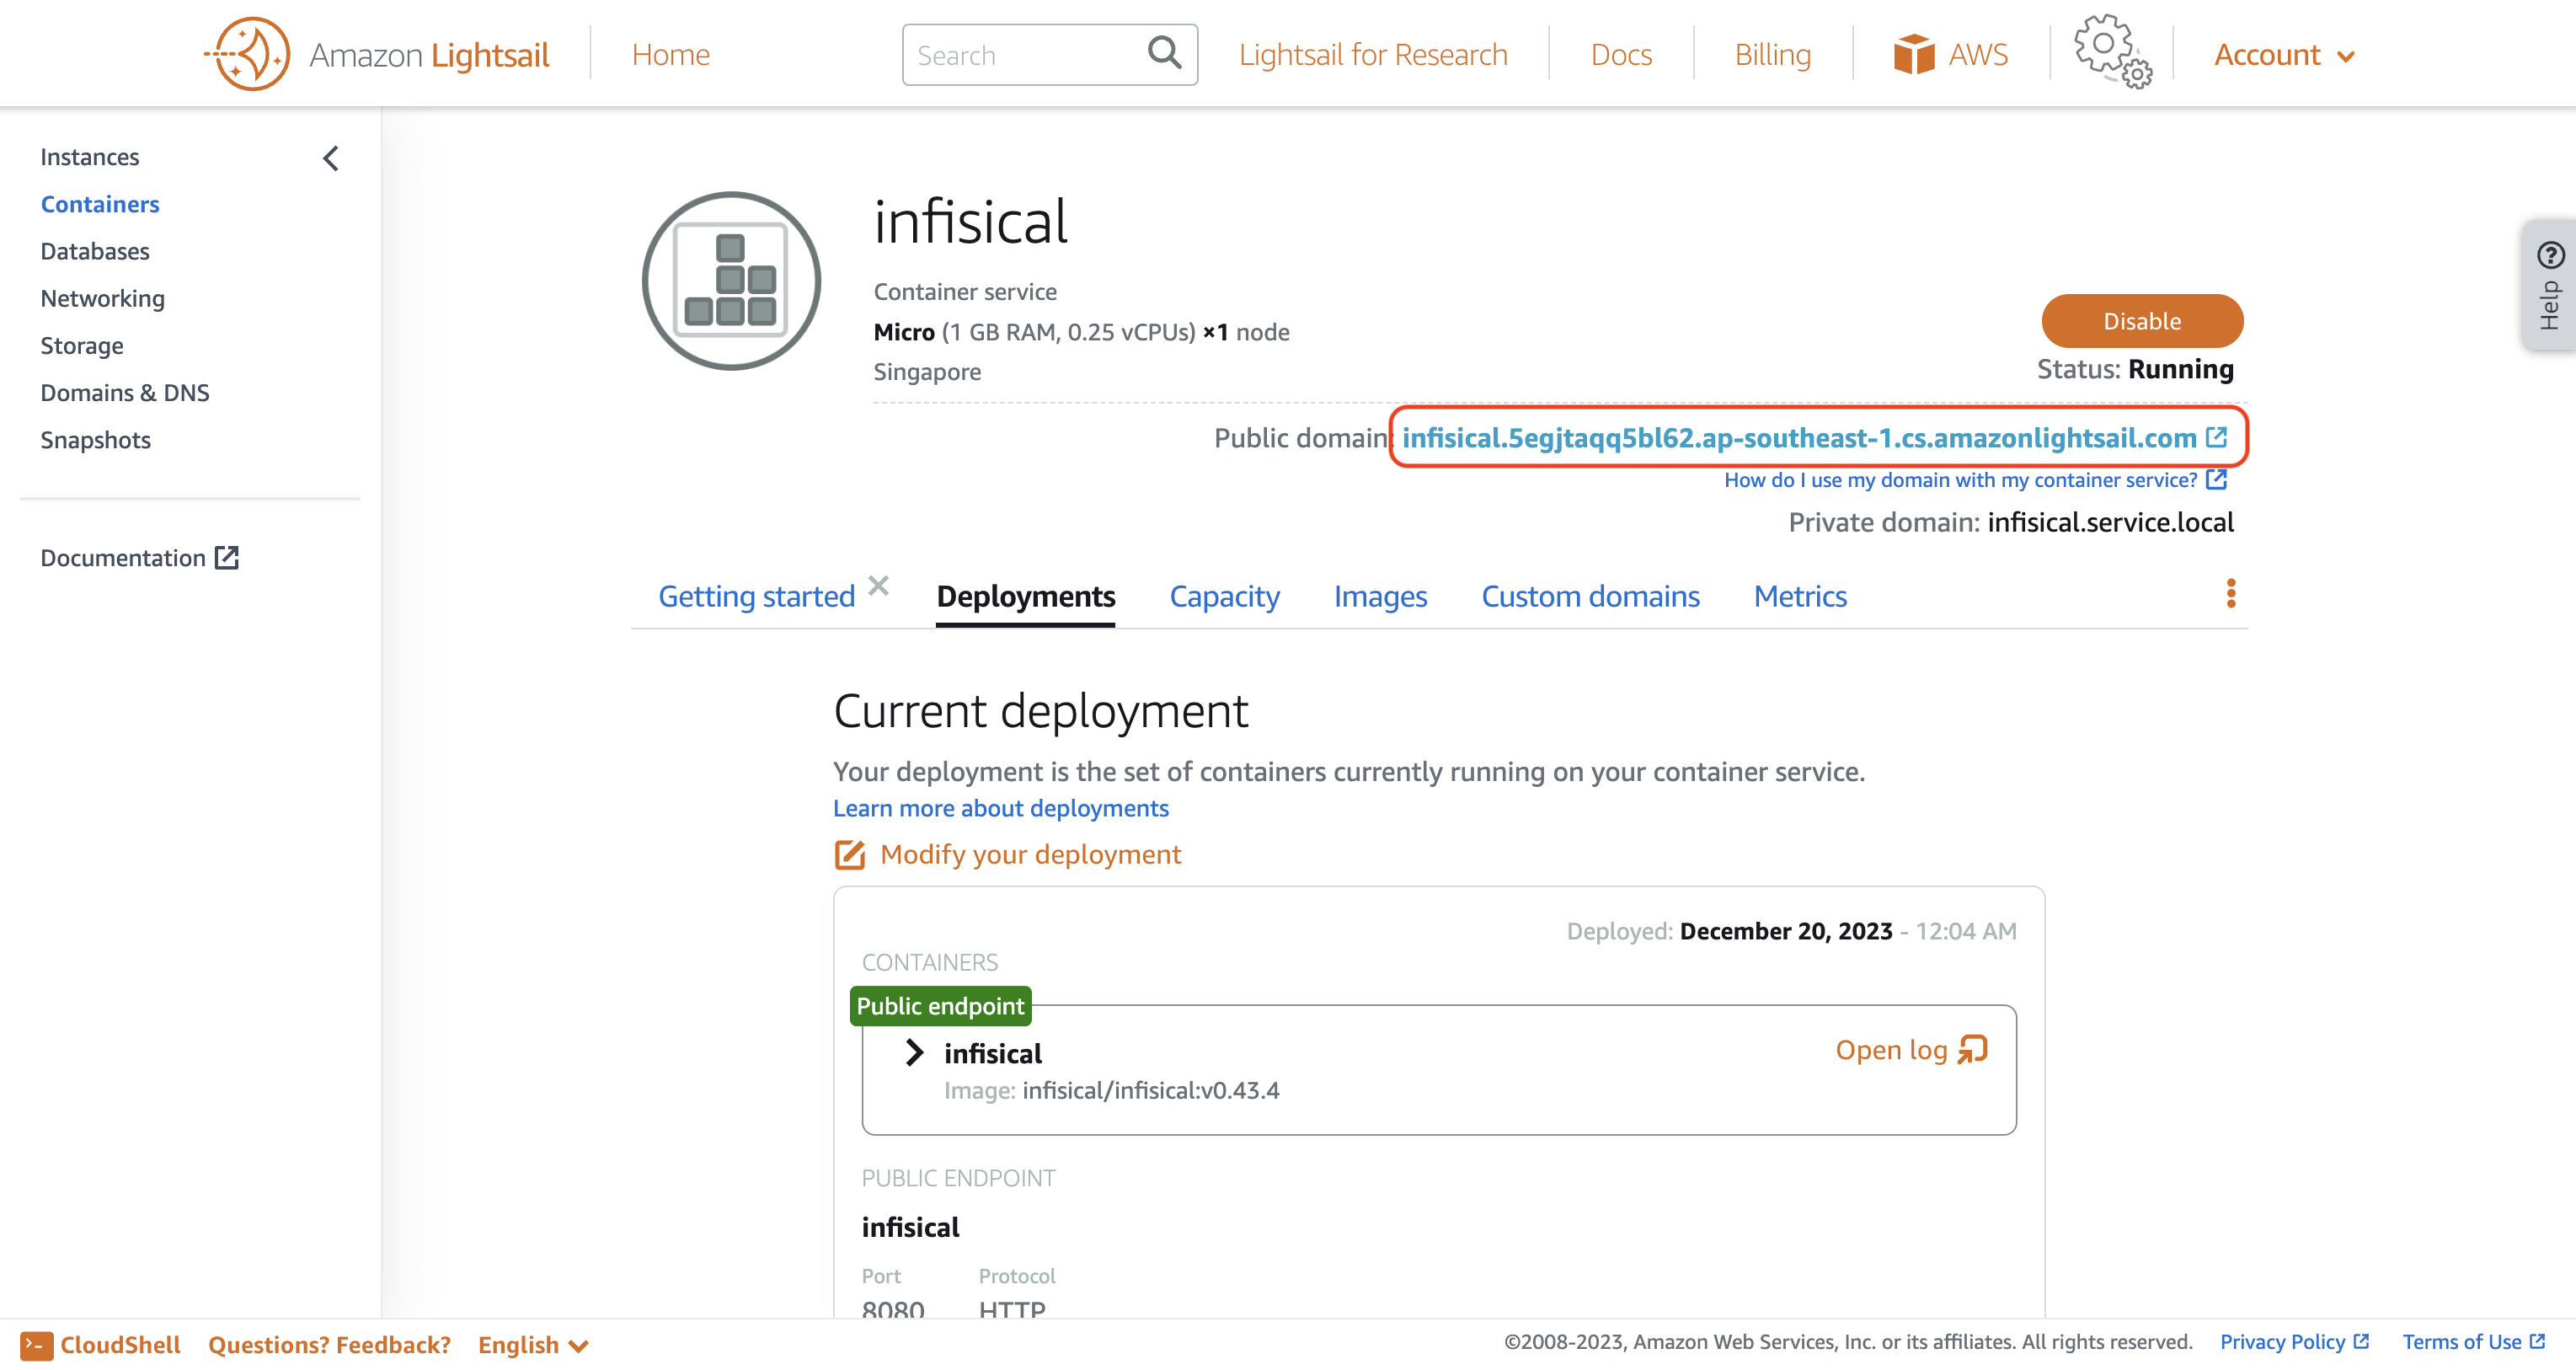 Amazon Lightsail
Home
Search
Lightsail for Research
Docs
Billing
AWS
Account
Instances
Containers
Databases
Networking
Storage
Domains & DNS
Snapshots
Documentation
infisical
Container service
Micro (1 GB RAM, 0.25 vCPUs) ×1 node
Singapore
Disable
Status: Running
Public domain: infisical.5egjtaqq5bl62.ap-southeast-1.cs.amazonlightsail.com
How do I use my domain with my container service?
Private domain: infisical.service.local
Help
Getting started
Deployments
Capacity
Images
Custom domains
Metrics
Current deployment
Your deployment is the set of containers currently running on your container service.
Learn more about deployments
Modify your deployment
Deployed: December 20, 2023 - 12:04 AM
CONTAINERS
Public endpoint
infisical
Open log
Image: infisical/infisical:v0.43.4
PUBLIC ENDPOINT
infisical
Port Protocol
8080 HTTP
CloudShell
Questions? Feedback?
English
©2008-2023, Amazon Web Services, Inc. or its affiliates. All rights reserved.
Privacy Policy
Terms of Use